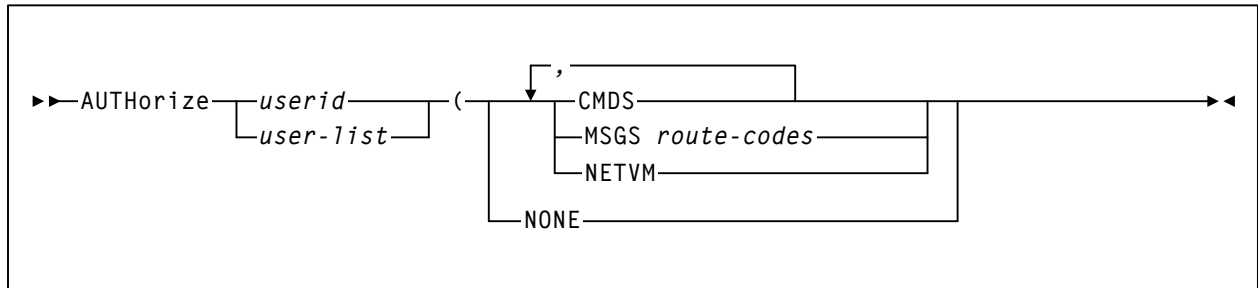 ,
AUTHorize userid ( CMDS
user-list MSGS route-codes
NETVM
NONE